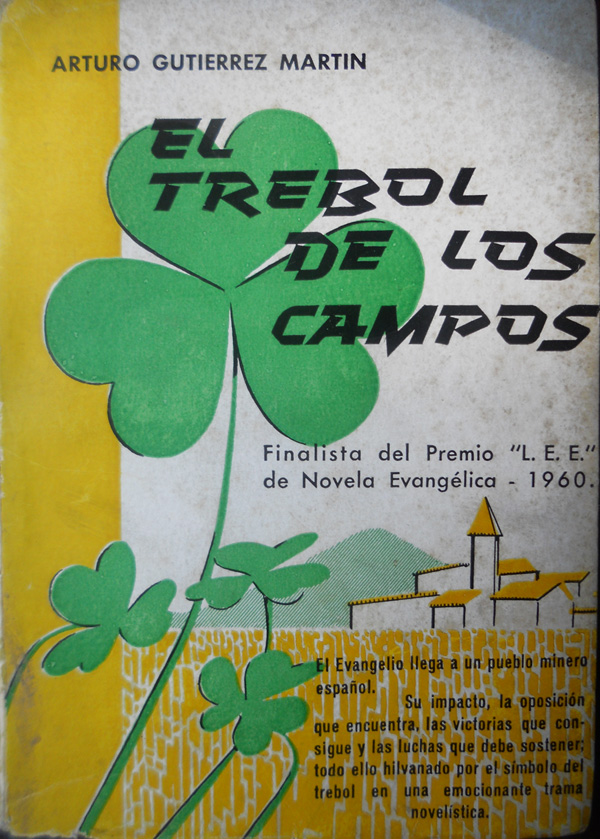 ARTURO GUTIERREZ MARTIN
EL
TREBOL
DE LOS
CAMPOS
Finalista del Premio "L. E. E."
de Novela Evangélica - 1960.
El Evangelio llega a un pueblo minero
español.
Su impacto, la oposición
que encuentra, las victorias que con-
sigue y las luchas que debe sostener;
todo ello hilvanado por el símbolo del
trebol en una emocionante trama
novelística.